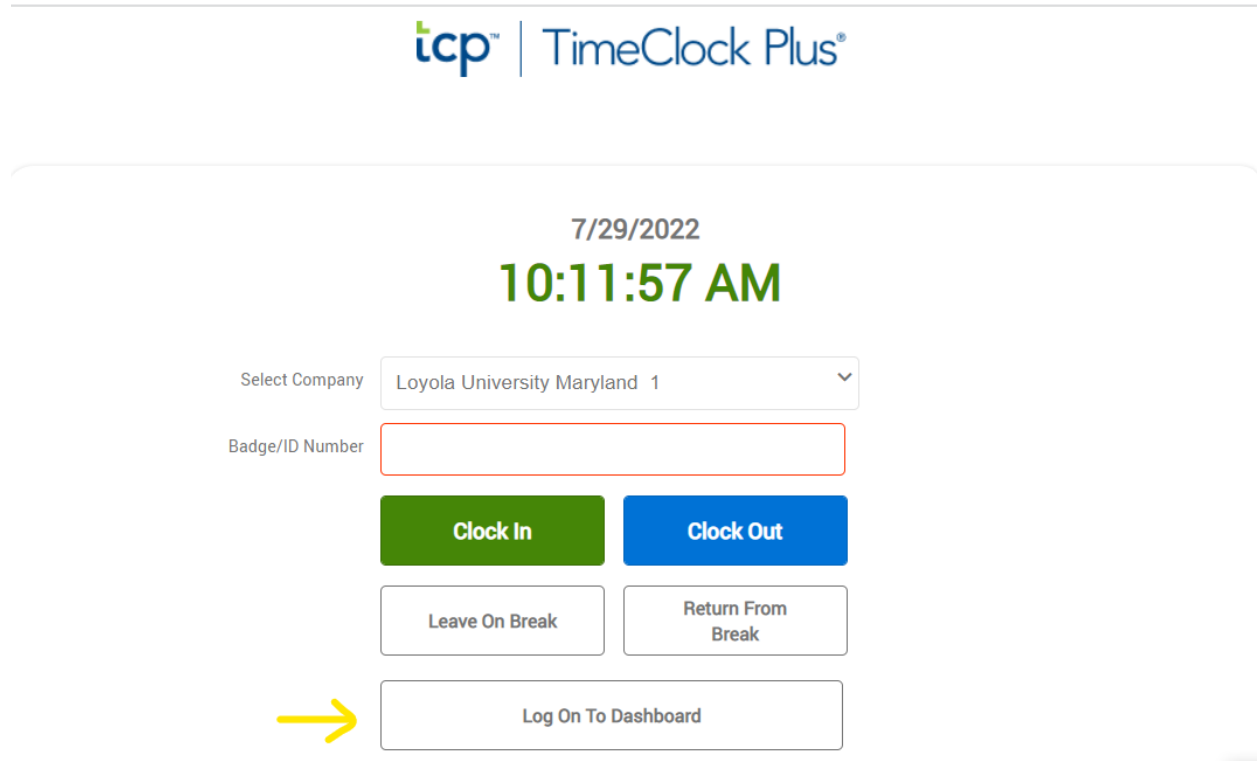 tcp™ | TimeClock Plus®
7/29/2022
10:11:57 AM
Select Company
Loyola University Maryland 1
Badge/ID Number
Clock In
Clock Out
Leave On Break
Return From
Break
Log On To Dashboard